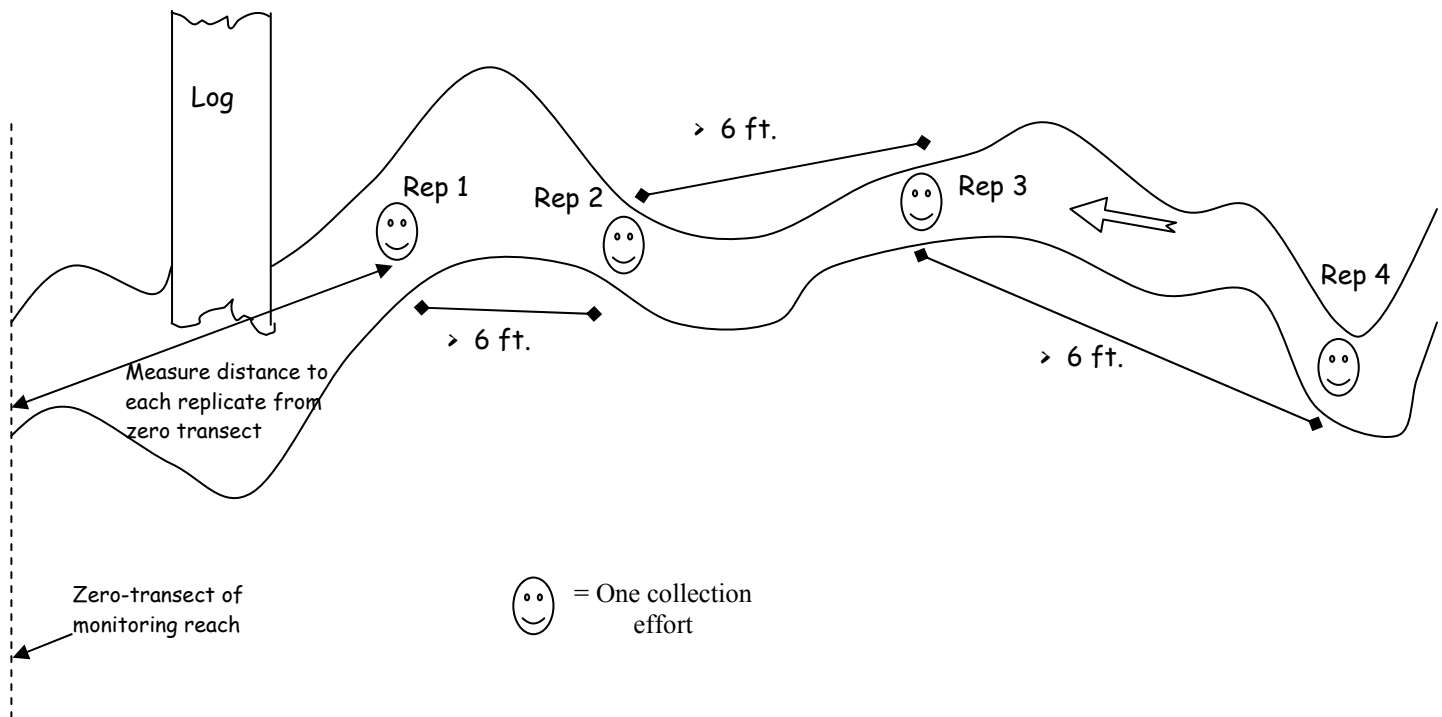 Log
Rep 1
Rep 2
> 6 ft.
Rep 3
Rep 4
> 6 ft.
> 6 ft.
Measure distance to
each replicate from
zero transect
Zero-transect of
monitoring reach
= One collection
effort